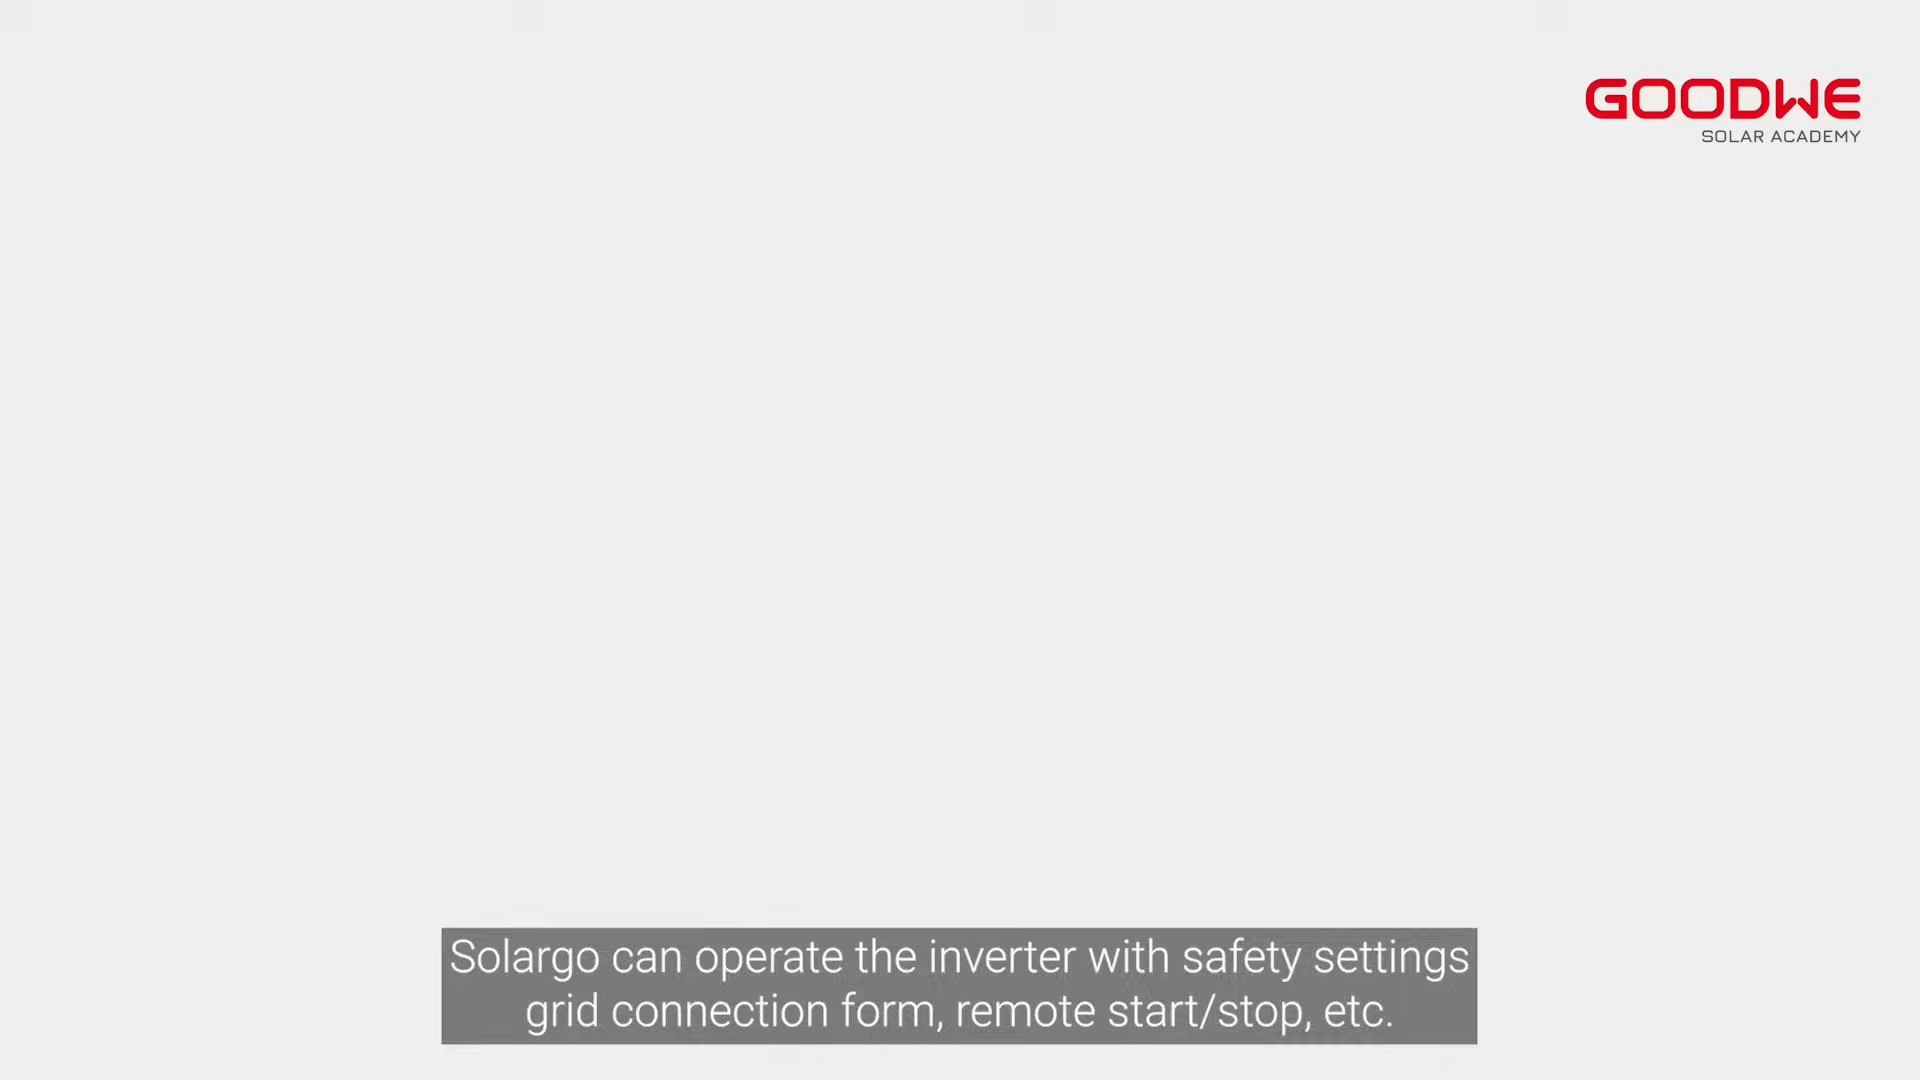 GOODWE
SOLAR ACADEMY
Solargo can operate the inverter with safety settings
grid connection form, remote start/stop, etc.